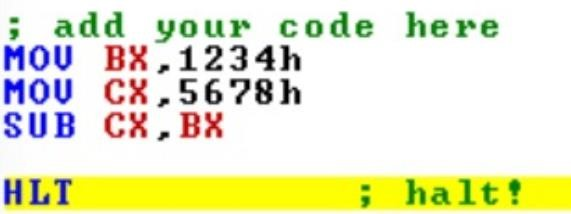 ; add your code here
MOV BX,1234h
MOV CX,5678h
SUB CX,BX
HLT ; halt!